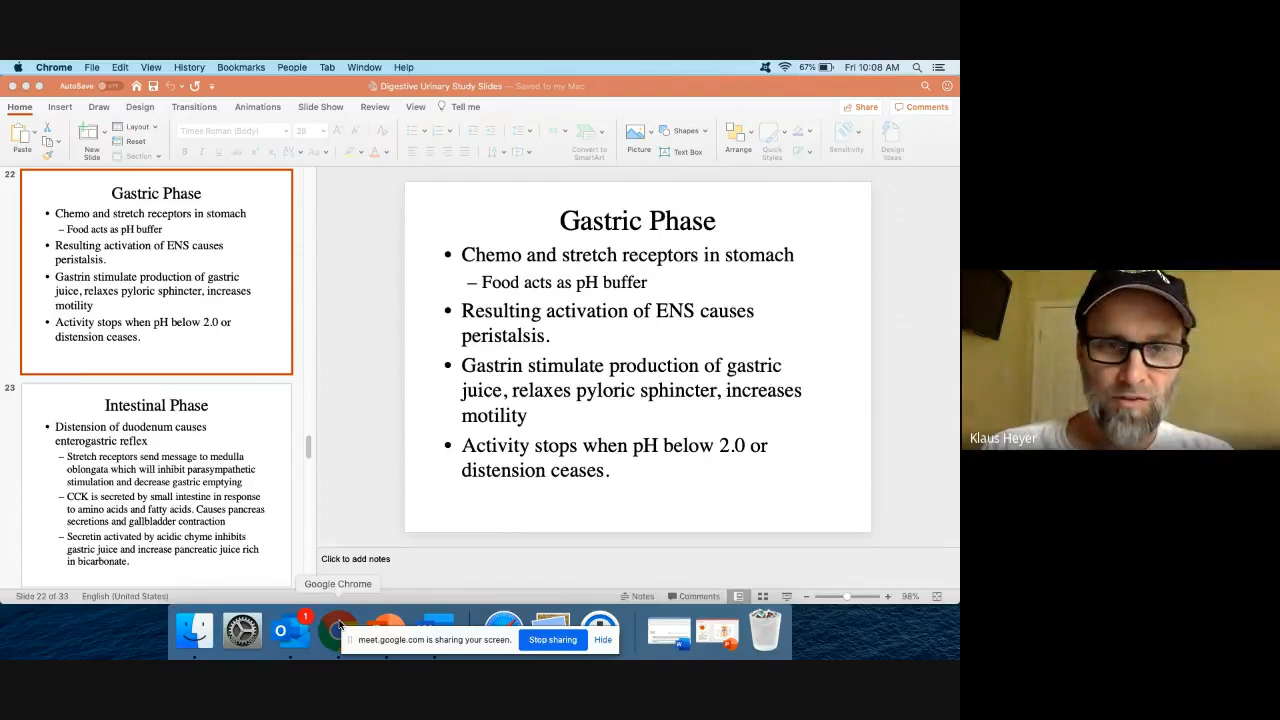 Chrome File Edit View History Bookmarks People Tab Window Help 67% Fri 10:08 AM
AutoSave OFF Digestive Urinary Study Slides — Saved to my Mac
Home Insert Draw Design Transitions Animations Slide Show Review View Tell me Share Comments
Paste New Slide Layout Reset Section Times Roman (Body) 28 Convert to SmartArt Picture Shapes Text Box Arrange Quick Styles Sensitivity Design Ideas
22
Gastric Phase
• Chemo and stretch receptors in stomach
– Food acts as pH buffer
• Resulting activation of ENS causes
peristalsis.
• Gastrin stimulate production of gastric
juice, relaxes pyloric sphincter, increases
motility
• Activity stops when pH below 2.0 or
distension ceases.
23
Intestinal Phase
• Distension of duodenum causes
enterogastric reflex
– Stretch receptors send message to medulla
oblongata which will inhibit parasympathetic
stimulation and decrease gastric emptying
– CCK is secreted by small intestine in response
to amino acids and fatty acids. Causes pancreas
secretions and gallbladder contraction
– Secretin activated by acidic chyme inhibits
gastric juice and increase pancreatic juice rich
in bicarbonate.
Gastric Phase
• Chemo and stretch receptors in stomach
– Food acts as pH buffer
• Resulting activation of ENS causes
peristalsis.
• Gastrin stimulate production of gastric
juice, relaxes pyloric sphincter, increases
motility
• Activity stops when pH below 2.0 or
distension ceases.
Klaus Heyer
Click to add notes
Google Chrome
Slide 22 of 33 English (United States) Notes Comments 98%
1
meet.google.com is sharing your screen. Stop sharing Hide